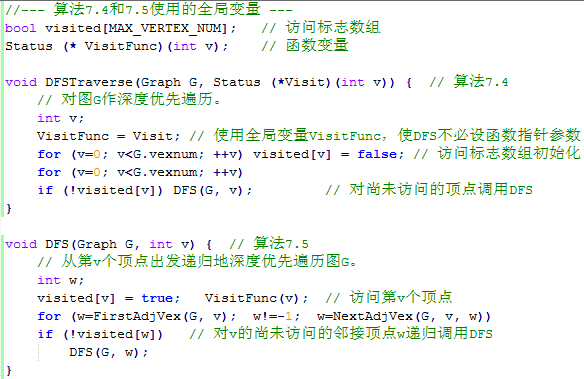 //--- 算法7.4和7.5使用的全局变量 ---
bool visited[MAX_VERTEX_NUM];   // 访问标志数组
Status (* VisitFunc)(int v);    // 函数变量
void DFSTraverse(Graph G, Status (*Visit)(int v)) {  // 算法7.4
// 对图G作深度优先遍历。
int v;
VisitFunc = Visit; // 使用全局变量VisitFunc，使DFS不必设函数指针参数
for (v=0; v<G.vexnum; ++v) visited[v] = false; // 访问标志数组初始化
for (v=0; v<G.vexnum; ++v)
if (!visited[v]) DFS(G, v);         // 对尚未访问的顶点调用DFS
}
void DFS(Graph G, int v) {  // 算法7.5
// 从第v个顶点出发递归地深度优先遍历图G。
int w;
visited[v] = true;   VisitFunc(v);  // 访问第v个顶点
for (w=FirstAdjVex(G, v);  w!=-1;  w=NextAdjVex(G, v, w))
if (!visited[w])   // 对v的尚未访问的邻接顶点w递归调用DFS
DFS(G, w);
}